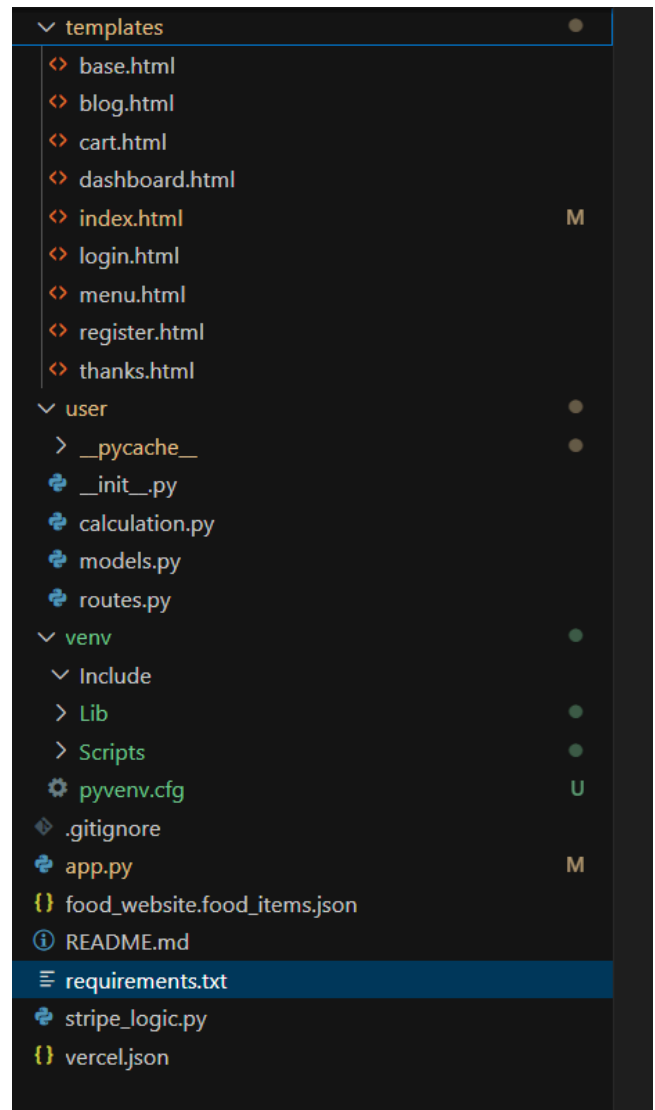 templates
base.html
blog.html
cart.html
dashboard.html
index.html M
login.html
menu.html
register.html
thanks.html
user
__pycache__
__init__.py
calculation.py
models.py
routes.py
venv
Include
Lib
Scripts
pyvenv.cfg U
.gitignore
app.py M
food_website.food_items.json
README.md
requirements.txt
stripe_logic.py
vercel.json